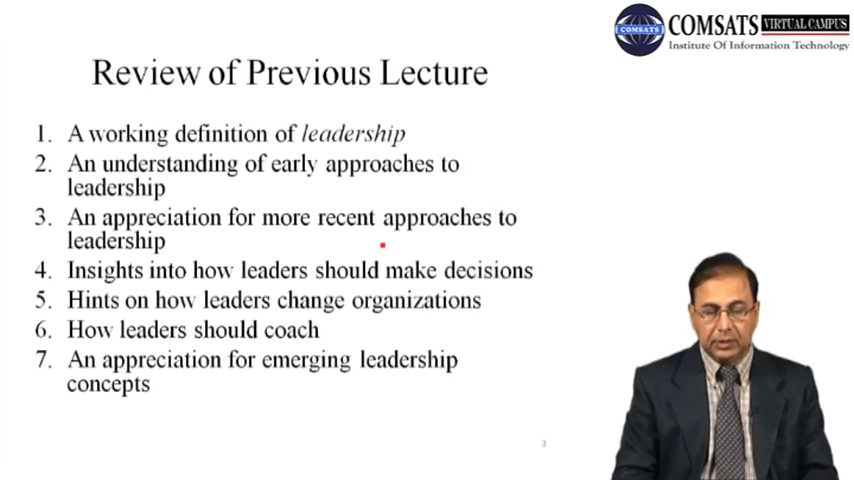 COMSATS VIRTUAL CAMPUS
COMSATS
Institute Of Information Technology
Review of Previous Lecture
1. A working definition of leadership
2. An understanding of early approaches to
leadership
3. An appreciation for more recent approaches to
leadership
4. Insights into how leaders should make decisions
5. Hints on how leaders change organizations
6. How leaders should coach
7. An appreciation for emerging leadership
concepts
3